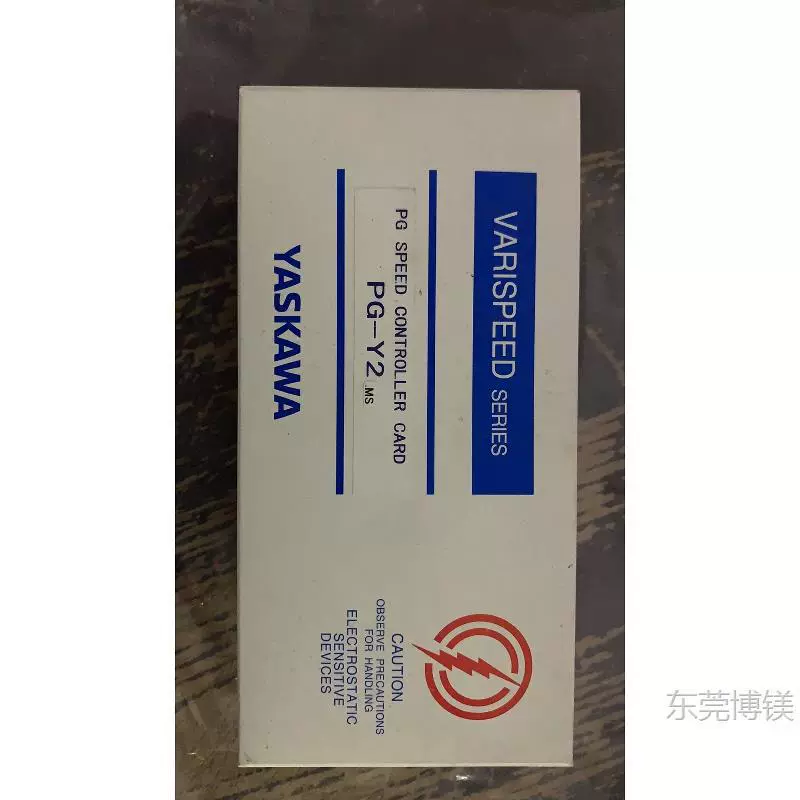 VARISPEED SERIES
PG SPEED CONTROLLER CARD
PG-Y2 .MS
YASKAWA
CAUTION
OBSERVE PRECAUTIONS
FOR HANDLING
ELECTROSTATIC
SENSITIVE
DEVICES
东莞博镁